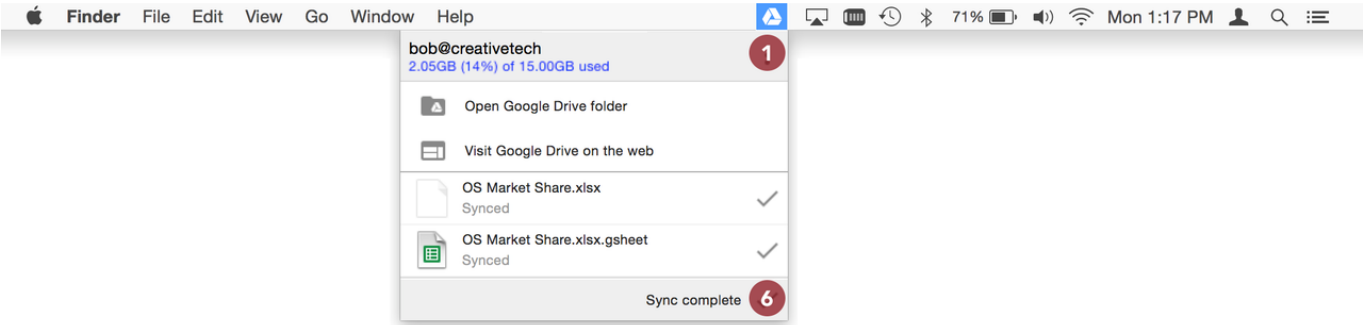 Finder File Edit View Go Window Help 71% Mon 1:17 PM
bob@creativetech
1
2.05GB (14%) of 15.00GB used
Open Google Drive folder
Visit Google Drive on the web
OS Market Share.xlsx
Synced
OS Market Share.xlsx.gsheet
Synced
Sync complete 6